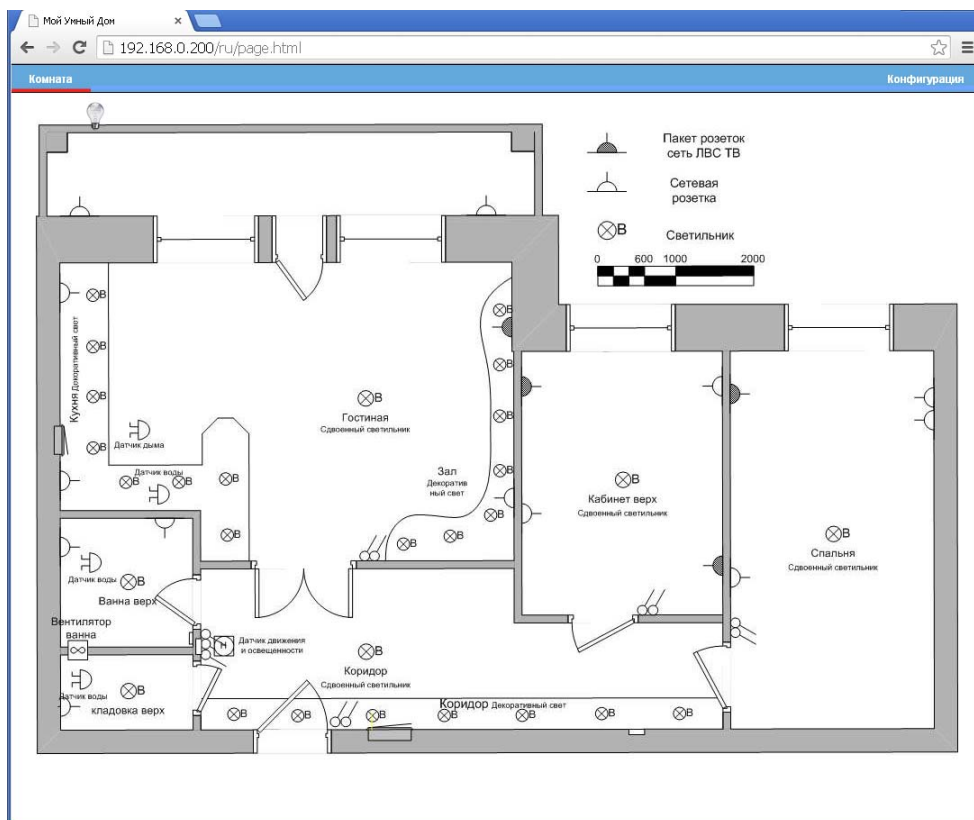 Мой Умный Дом
192.168.0.200/ru/page.html
Комната
Конфигурация
Пакет розеток
сеть ЛВС ТВ
Сетевая
розетка
В
Светильник
0 600 1000 2000
В
В
В
В
Кухня Декоративный свет
Датчик дыма
Датчик воды
В
В
В
В
В
Гостиная
Сдвоенный светильник
В
В
В
В
В
В
В
Зал
Декоратив
ный свет
В
Кабинет верх
Сдвоенный светильник
В
Спальня
Сдвоенный светильник
Датчик воды
В
Ванна верх
Вентилятор
ванна
Н
Датчик движения
и освещенности
В
Коридор
Сдвоенный светильник
Датчик воды
В
кладовка верх
Коридор Декоративный свет
В
В
В
В
В
В
В